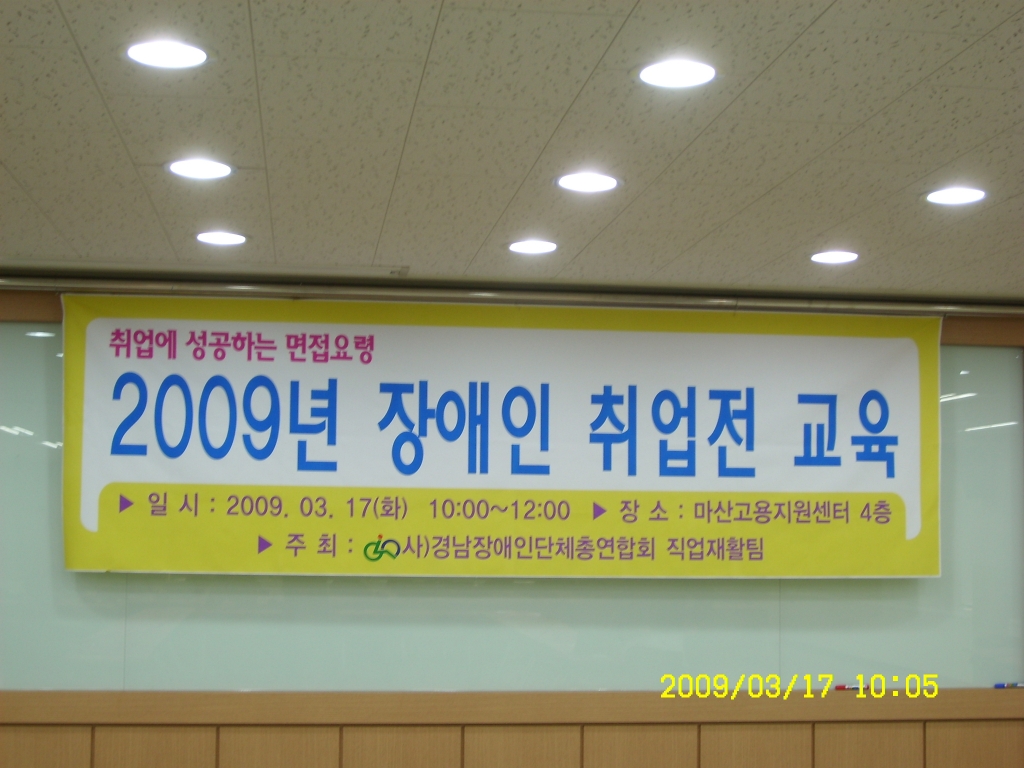 취업에 성공하는 면접요령
2009년 장애인 취업전 교육
▶ 일 시 : 2009. 03. 17(화) 10:00~12:00 ▶ 장 소 : 마산고용지원센터 4층
▶ 주 최 : 사)경남장애인단체총연합회 직업재활팀
2009/03/17 10:05